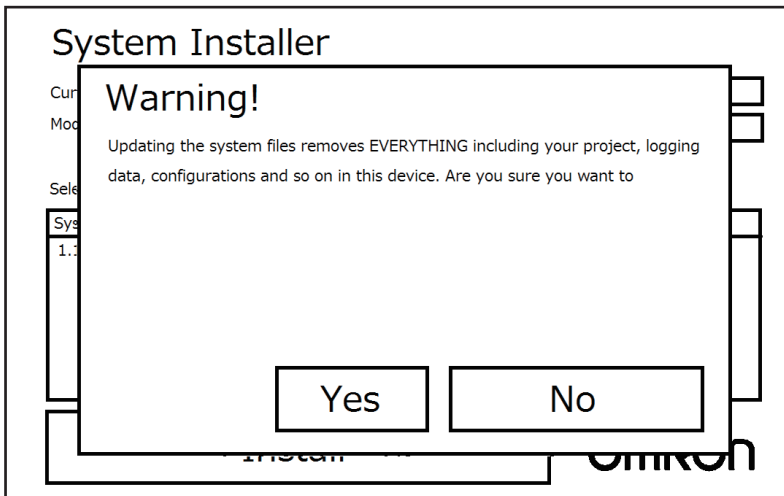 System Installer
Warning!
Updating the system files removes EVERYTHING including your project, logging
data, configurations and so on in this device. Are you sure you want to
Yes
No